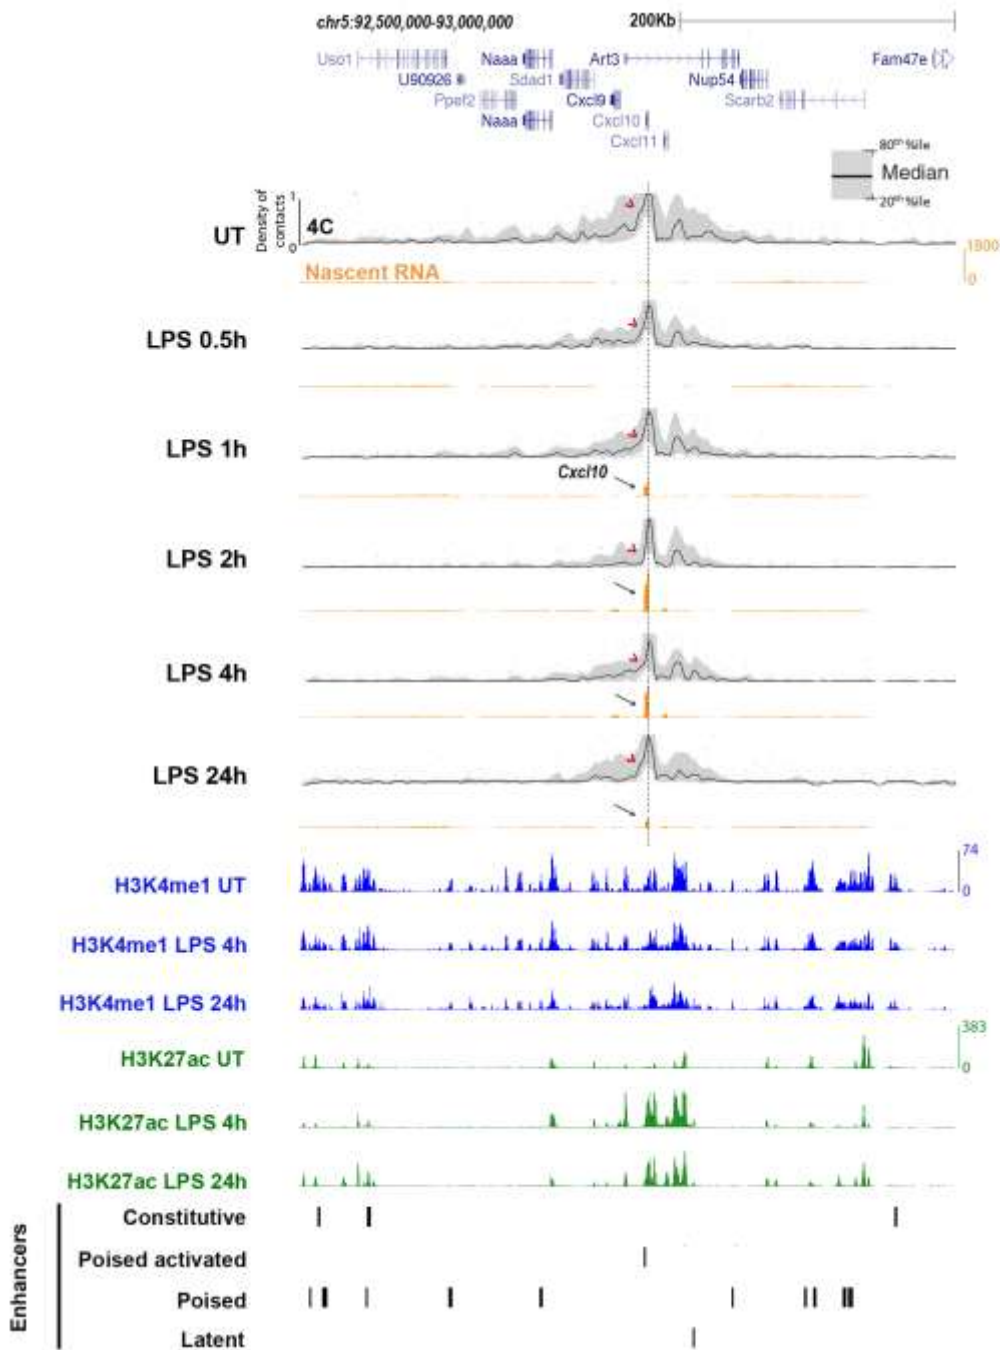 chr5:92,500,000-93,000,000 200Kb
Uso1 Naaa Art3 Fam47e
U90926 Sdad1 Nup54
Ppef2 Cxcl9 Scarb2
Naaa Cxcl10
Cxcl11
80th %ile
Median
20th %ile
Density of contacts
1
0
UT 4C
Nascent RNA
1800
0
LPS 0.5h
LPS 1h
Cxcl10
LPS 2h
LPS 4h
LPS 24h
74
H3K4me1 UT 0
H3K4me1 LPS 4h
H3K4me1 LPS 24h
383
H3K27ac UT 0
H3K27ac LPS 4h
H3K27ac LPS 24h
Enhancers
Constitutive
Poised activated
Poised
Latent